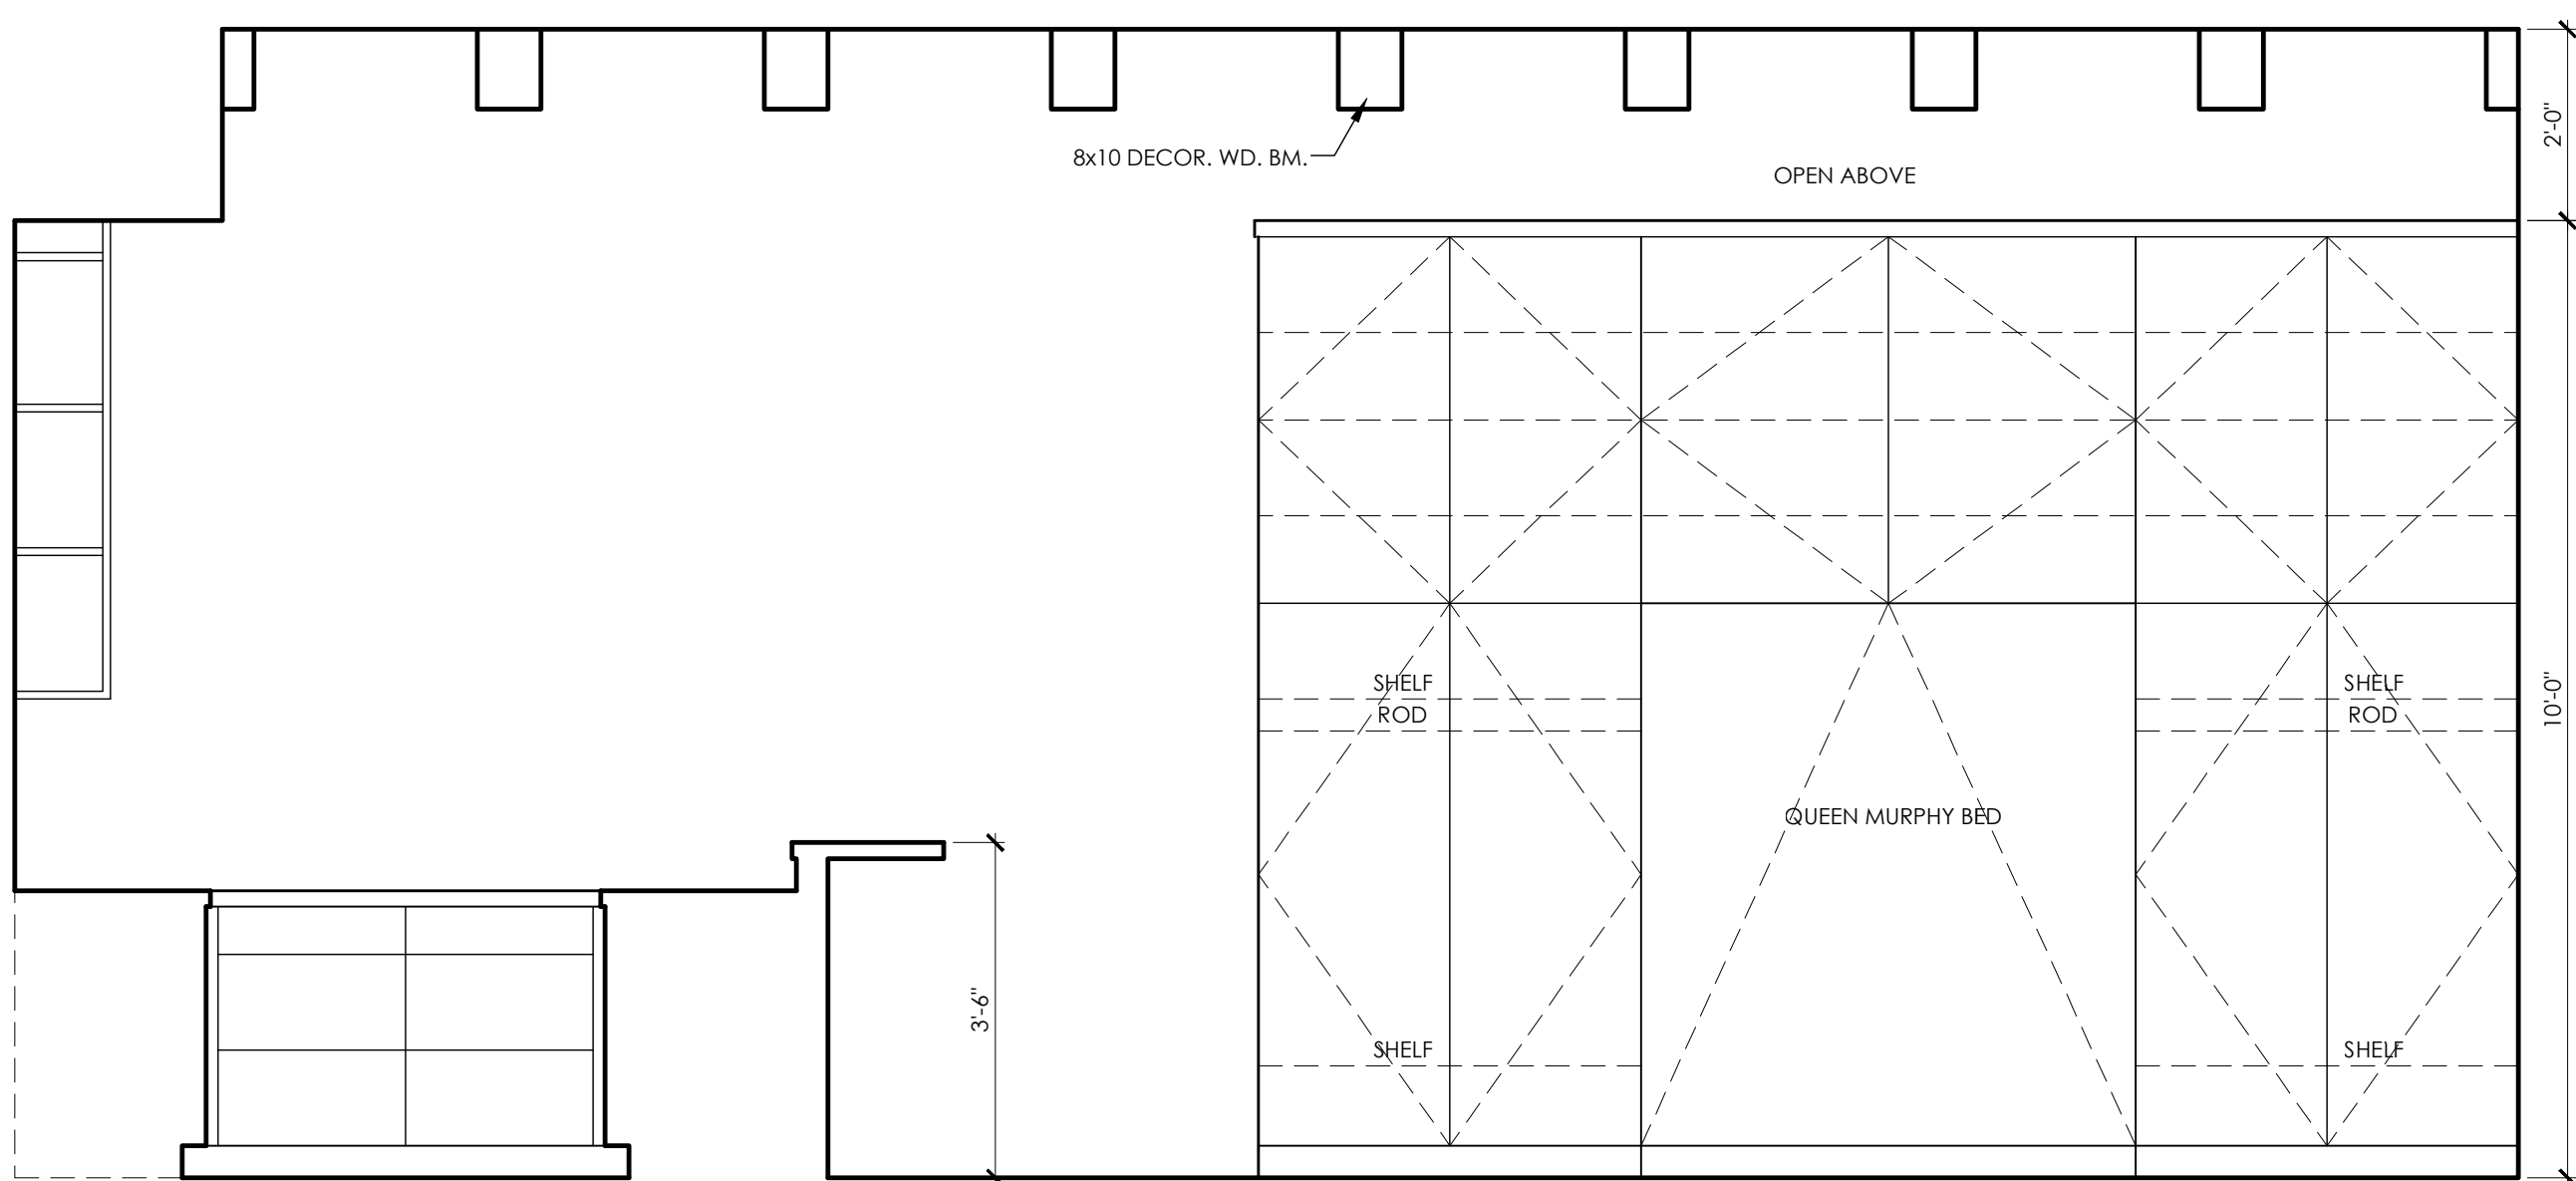 2'-0"
8x10 DECOR. WD. BM.
OPEN ABOVE
SHELF
ROD
SHELF
ROD
10'-0"
QUEEN MURPHY BED
3'-6"
SHELF
SHELF